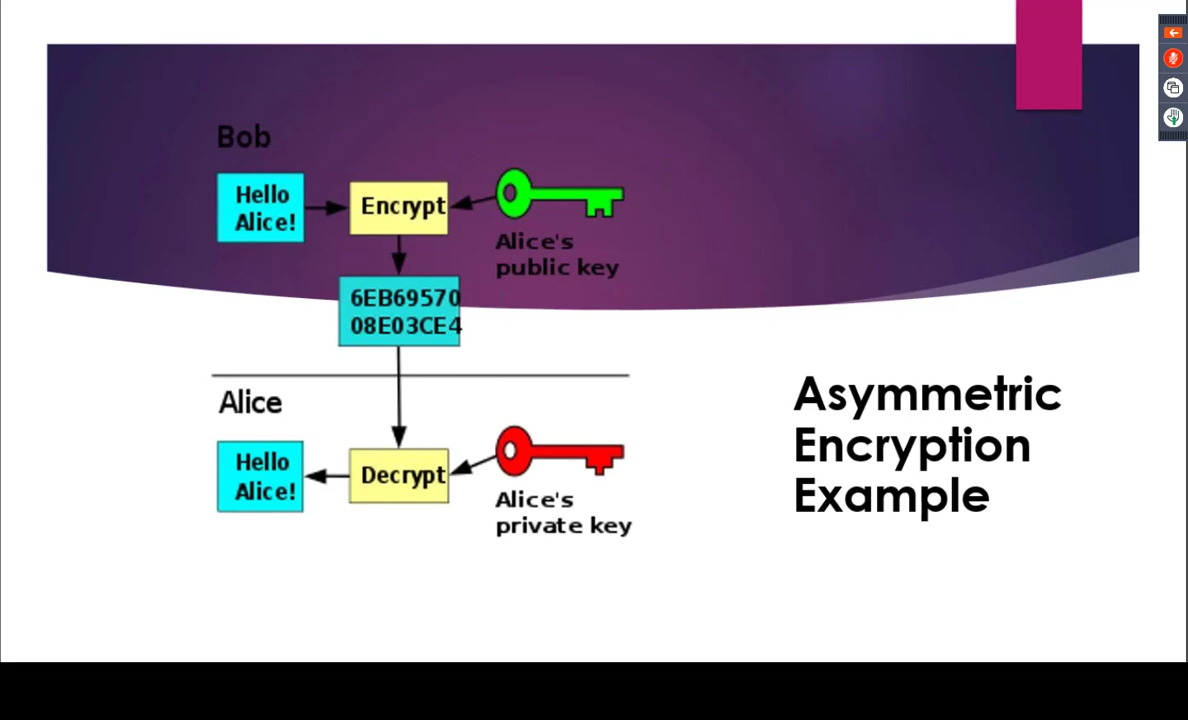 Bob
Hello
Alice!
Encrypt
Alice's
public key
6EB69570
08E03CE4
Alice
Hello
Alice!
Decrypt
Alice's
private key
Asymmetric
Encryption
Example